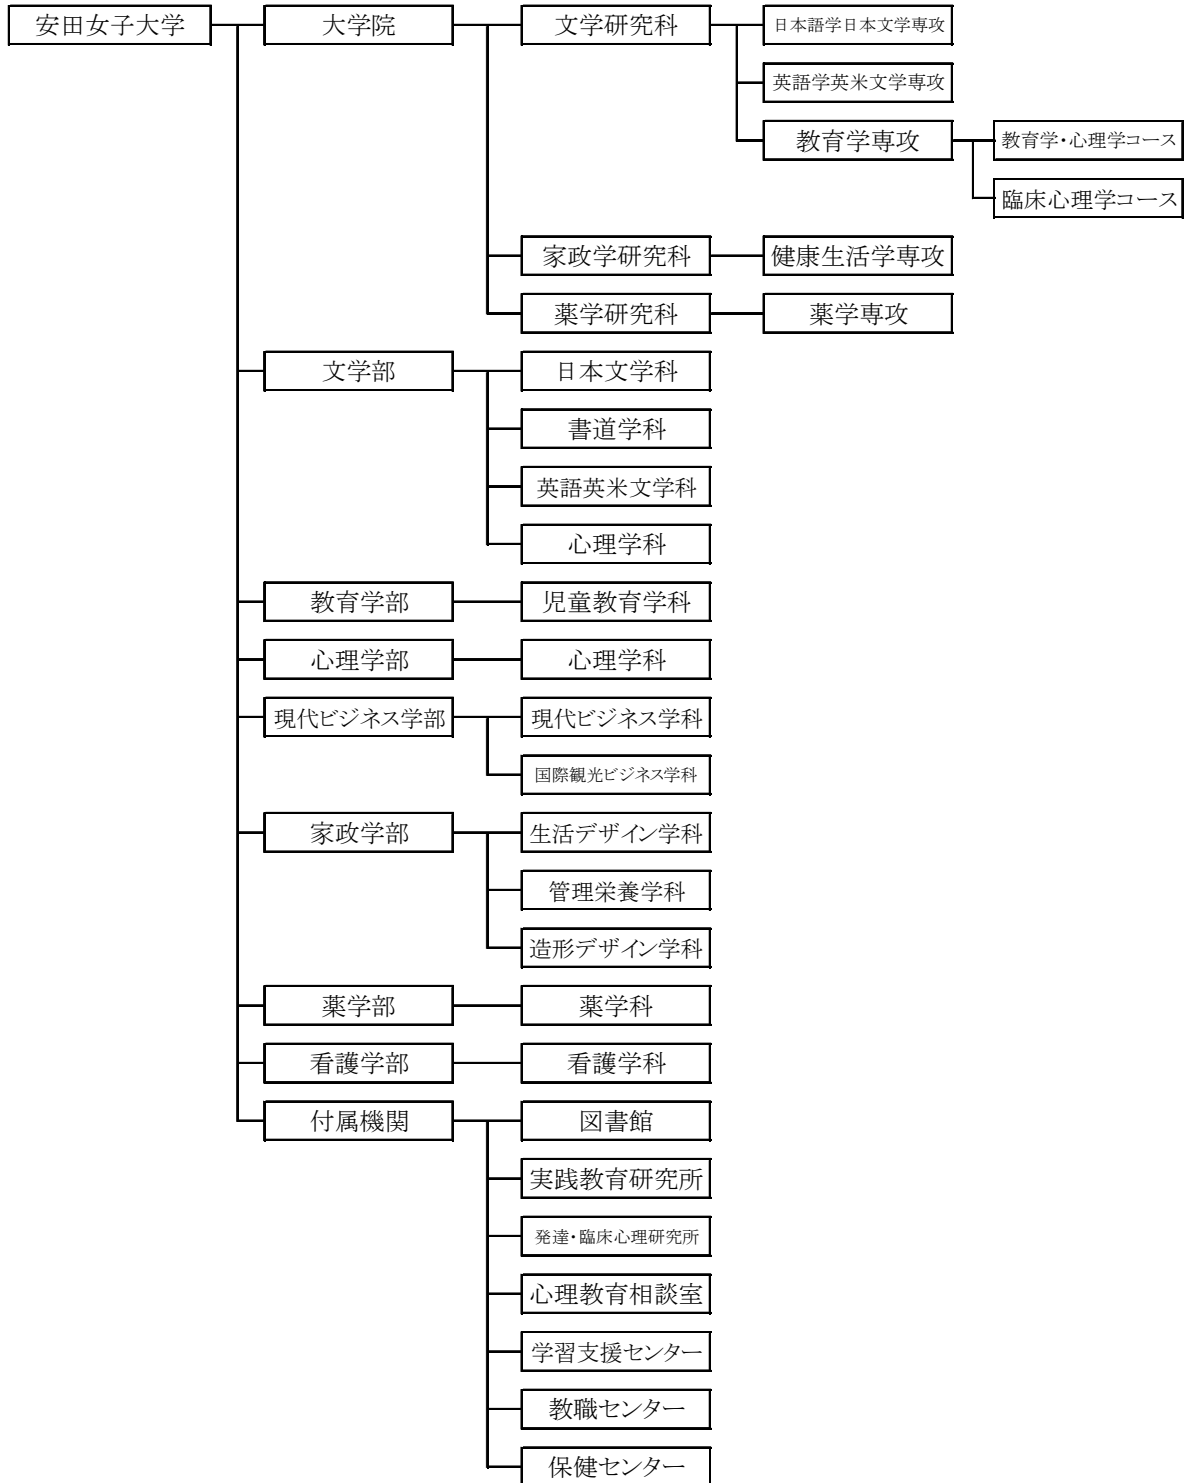 安田女子大学
大学院
文学研究科
日本語学日本文学専攻
英語学英米文学専攻
教育学専攻
教育学・心理学コース
臨床心理学コース
家政学研究科
健康生活学専攻
薬学研究科
薬学専攻
文学部
日本文学科
書道学科
英語英米文学科
心理学科
教育学部
児童教育学科
心理学部
心理学科
現代ビジネス学部
現代ビジネス学科
国際観光ビジネス学科
家政学部
生活デザイン学科
管理栄養学科
造形デザイン学科
薬学部
薬学科
看護学部
看護学科
付属機関
図書館
実践教育研究所
発達・臨床心理研究所
心理教育相談室
学習支援センター
教職センター
保健センター